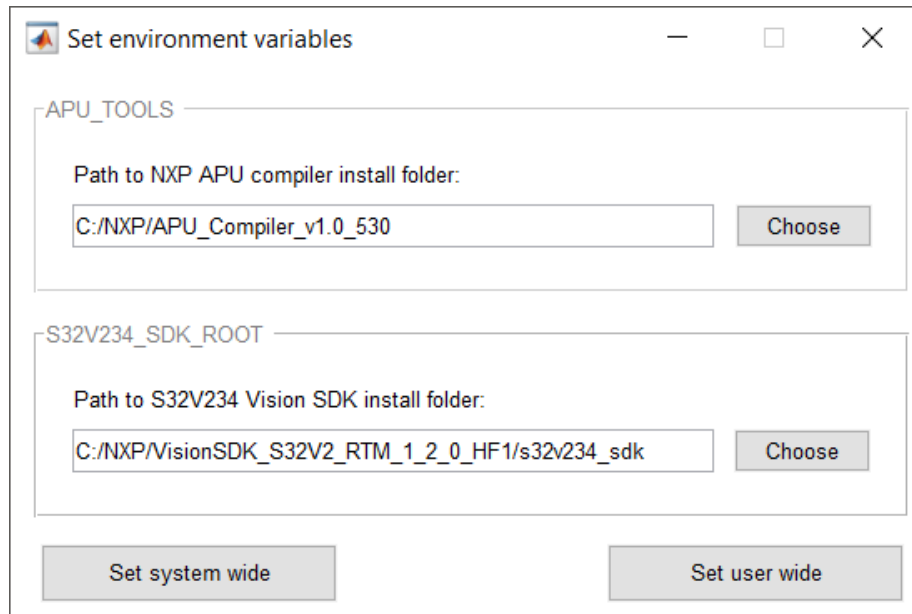 Set environment variables
APU_TOOLS
Path to NXP APU compiler install folder:
C:/NXP/APU_Compiler_v1.0_530
Choose
S32V234_SDK_ROOT
Path to S32V234 Vision SDK install folder:
C:/NXP/VisionSDK_S32V2_RTM_1_2_0_HF1/s32v234_sdk
Choose
Set system wide
Set user wide